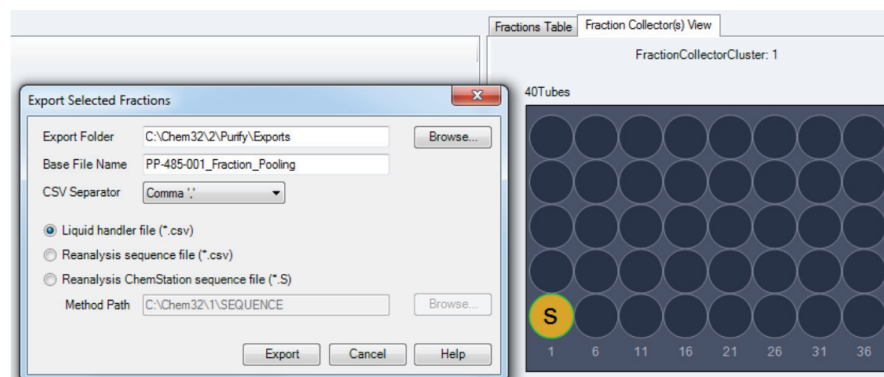 Fractions Table
Fraction Collector(s) View
FractionCollectorCluster: 1
40Tubes
Export Selected Fractions
Export Folder
C:\Chem32\2\Purify\Exports
Browse...
Base File Name
PP-485-001_Fraction_Pooling
CSV Separator
Comma ','
Liquid handler file (*.csv)
Reanalysis sequence file (*.csv)
Reanalysis ChemStation sequence file (*.S)
Method Path
C:\Chem32\1\SEQUENCE
Browse...
Export
Cancel
Help
S
1 6 11 16 21 26 31 36